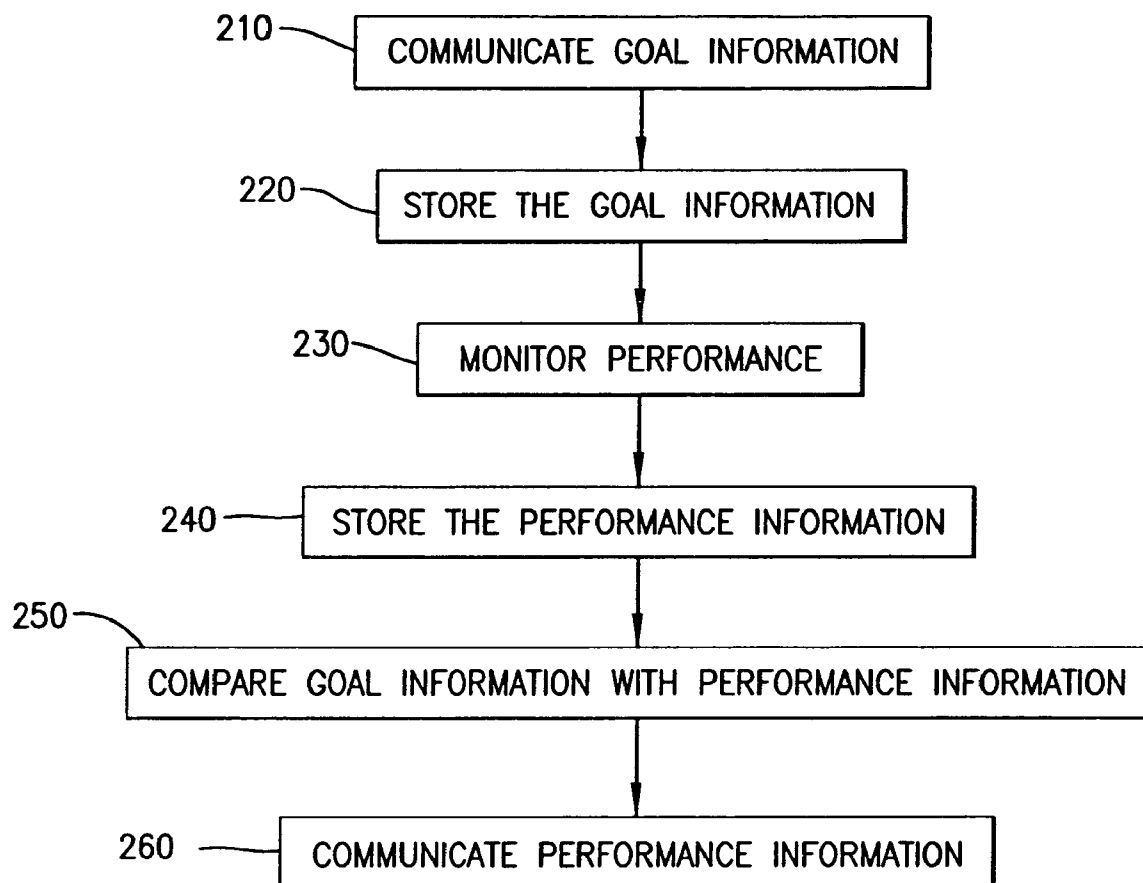 210
COMMUNICATE GOAL INFORMATION
220
STORE THE GOAL INFORMATION
230
MONITOR PERFORMANCE
240
STORE THE PERFORMANCE INFORMATION
250
COMPARE GOAL INFORMATION WITH PERFORMANCE INFORMATION
260
COMMUNICATE PERFORMANCE INFORMATION